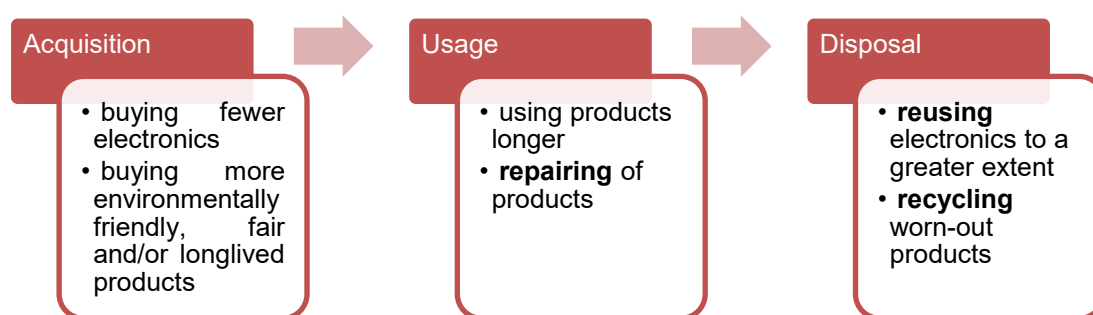 Acquisition
• buying fewer
electronics
• buying more
environmentally
friendly, fair
and/or longlived
products
Usage
• using products
longer
• repairing of
products
Disposal
• reusing
electronics to a
greater extent
• recycling
worn-out
products